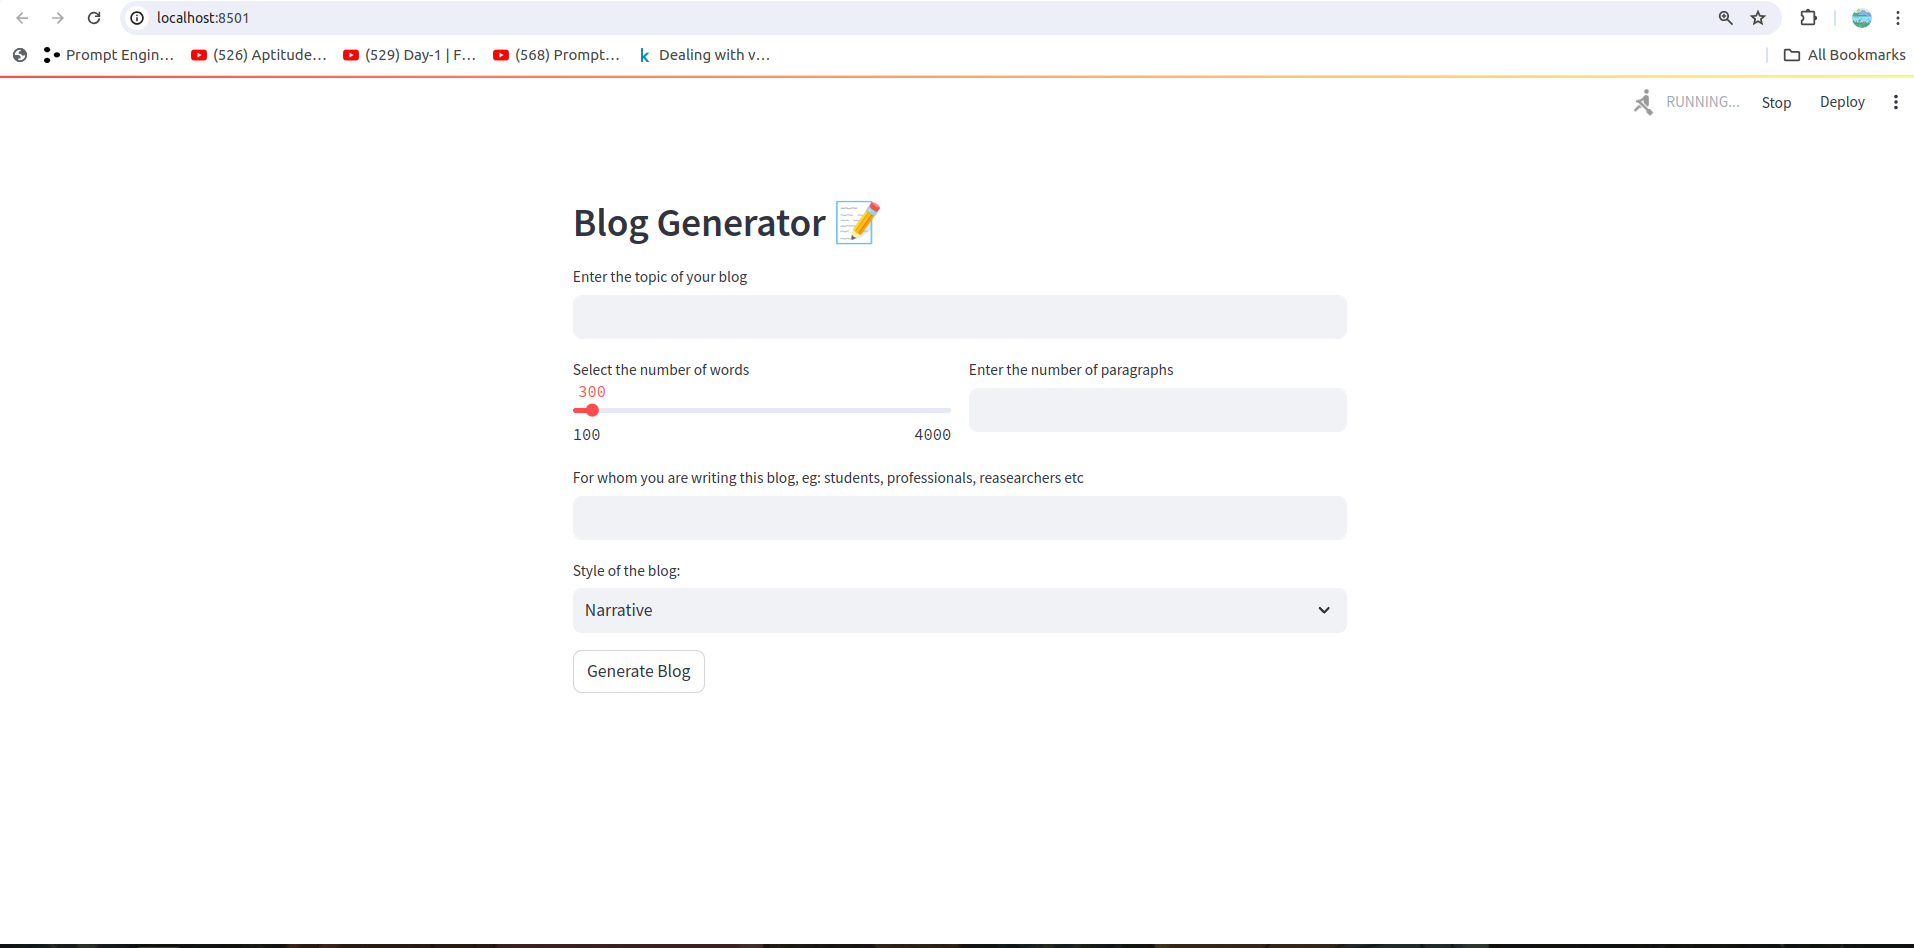 localhost:8501
Prompt Engin... (526) Aptitude... (529) Day-1 | F... (568) Prompt... k Dealing with v... All Bookmarks
RUNNING... Stop Deploy
Blog Generator
Enter the topic of your blog
Select the number of words Enter the number of paragraphs
300
100 4000
For whom you are writing this blog, eg: students, professionals, reasearchers etc
Style of the blog:
Narrative
Generate Blog